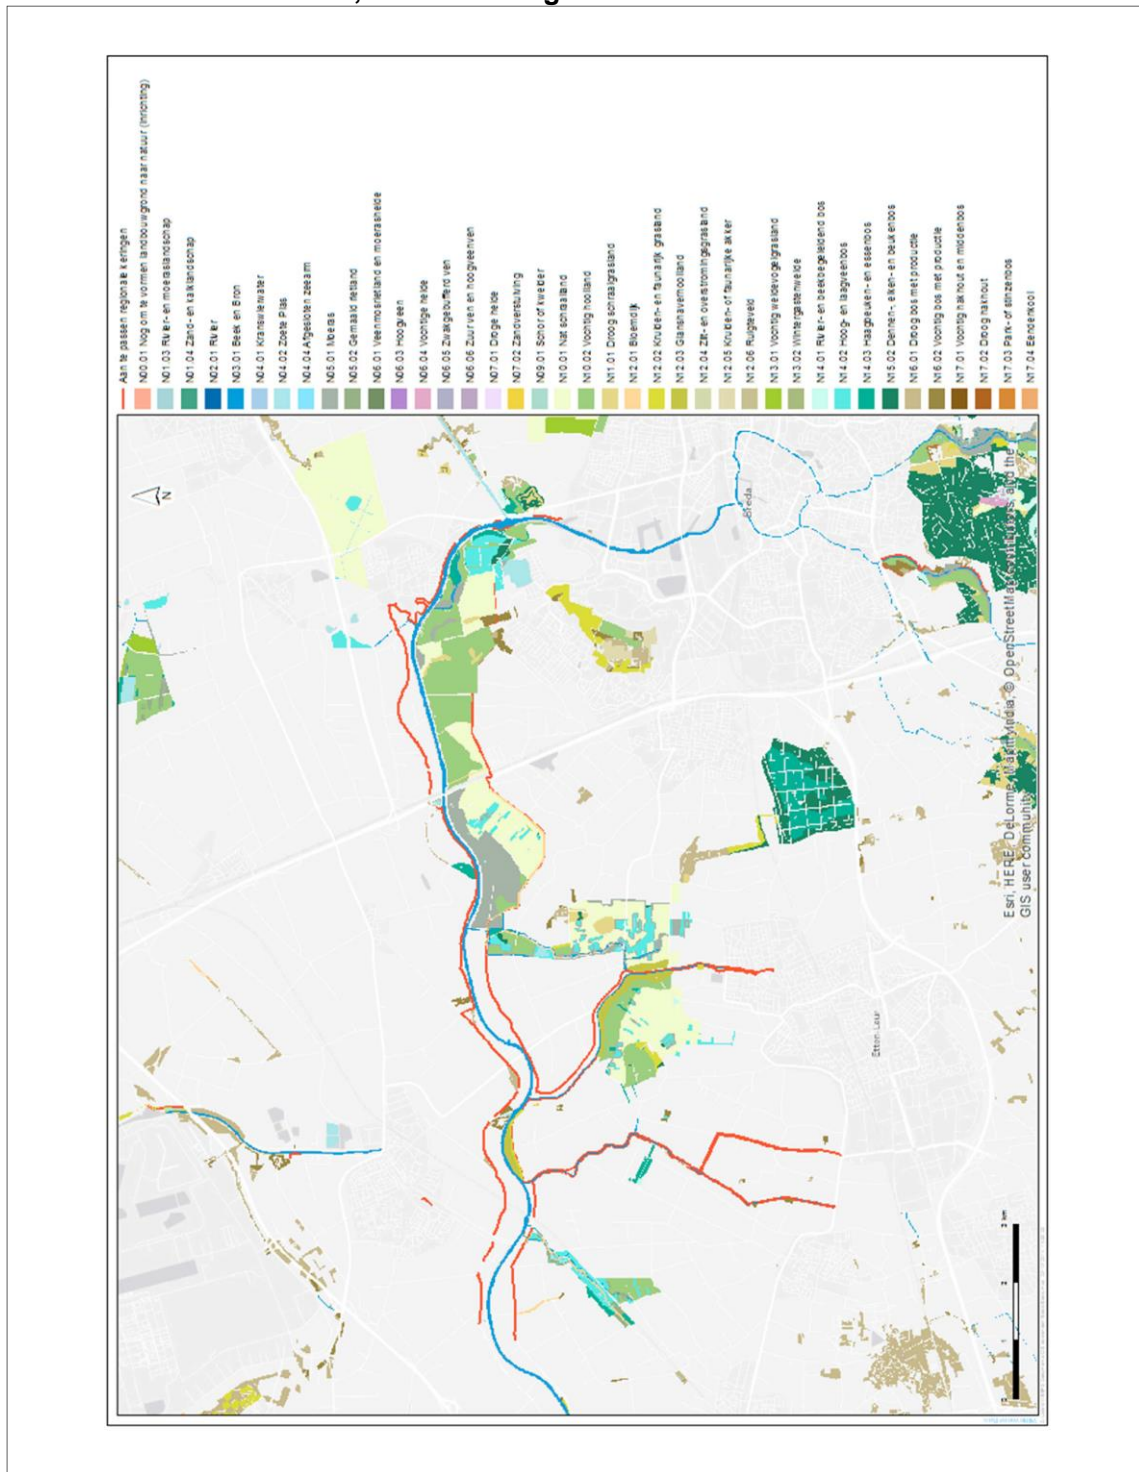 Aan te passen regionale keringen
N00.01 Nog om te vormen landbouwgrond naar natuur (inrichting)
N01.03 Rivier- en moeraslandschap
N01.04 Zand- en kalklandschap
N02.01 Rivier
N03.01 Beek en Bron
N04.01 Kranswierwater
N04.02 Zoete Plas
N04.04 Afgesloten zeearm
N05.01 Moeras
N05.02 Gemaaid rietland
N06.01 Veenmosrietland en moerasheide
N06.03 Hoogveen
N06.04 Vochtige heide
N06.05 Zwakgebufferd ven
N06.06 Zuur ven en hoogveenven
N07.01 Droge heide
N07.02 Zandverstuiving
N09.01 Schor of kwelder
N10.01 Nat schraalland
N10.02 Vochtig hooiland
N11.01 Droog schraalgrasland
N12.01 Bloemdijk
N12.02 Kruiden- en faunarijk grasland
N12.03 Glanshaverhooiland
N12.04 Zilt- en overstromingsgrasland
N12.05 Kruiden- of faunarijke akker
N12.06 Ruigteveld
N13.01 Vochtig weidevogelgrasland
N13.02 Wintergastenweide
N14.01 Rivier- en beekbegeleidend bos
N14.02 Hoog- en laagveenbos
N14.03 Haagbeuken- en essenbos
N15.02 Dennen-, eiken- en beukenbos
N16.01 Droog bos met productie
N16.02 Vochtig bos met productie
N17.01 Vochtig hakhout en middenbos
N17.02 Droog hakhout
N17.03 Park- of stinzenbos
N17.04 Eendenkooi
N
Breda
Etten-Leur
2
Esri, HERE, DeLorme, MapmyIndia, © OpenStreetMap contributors, and the
GIS user community